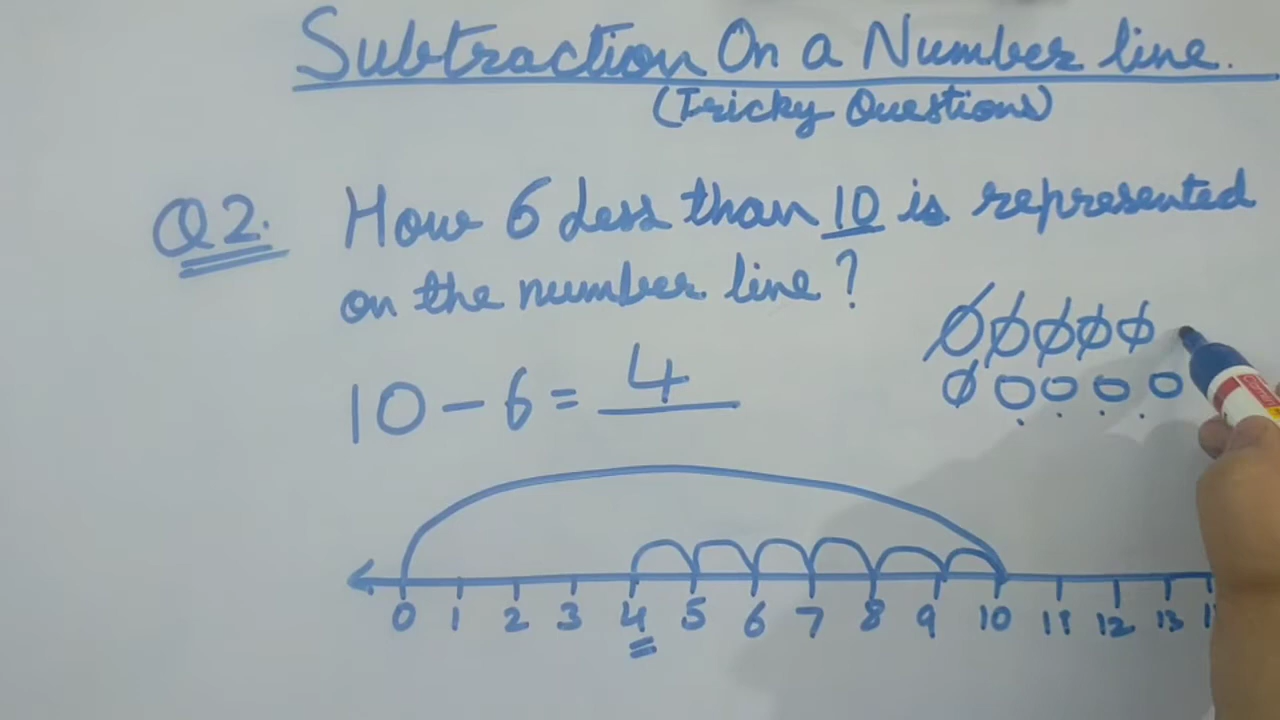 Subtraction On a Number line.
(Tricky Questions)
Q2. How 6 less than 10 is represented
on the number line?
10 - 6 = 4
0 1 2 3 4 5 6 7 8 9 10 11 12 13